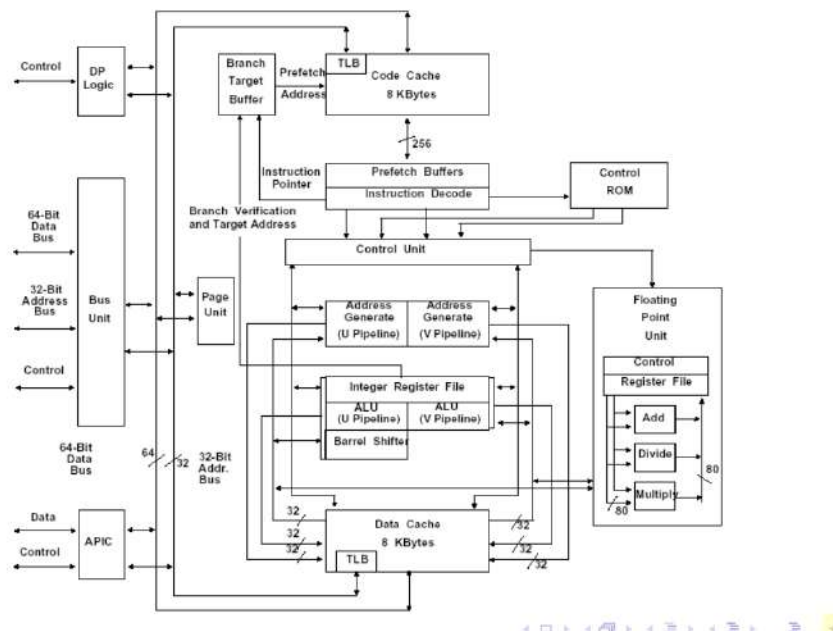 Control
DP
Logic
Branch
Target
Buffer
Prefetch
Address
TLB
Code Cache
8 KBytes
256
Instruction
Pointer
Prefetch Buffers
Instruction Decode
Control
ROM
Branch Verification
and Target Address
Control Unit
64-Bit
Data
Bus
32-Bit
Address
Bus
Control
Bus
Unit
Page
Unit
Address
Generate
(U Pipeline)
Address
Generate
(V Pipeline)
Floating
Point
Unit
Control
Register File
Add
Divide
Multiply
80
80
Integer Register File
ALU
(U Pipeline)
ALU
(V Pipeline)
Barrel Shifter
64-Bit
Data
Bus
64
32
32-Bit
Addr.
Bus
Data
Control
APIC
32
32
32
Data Cache
8 KBytes
TLB
32
32
32